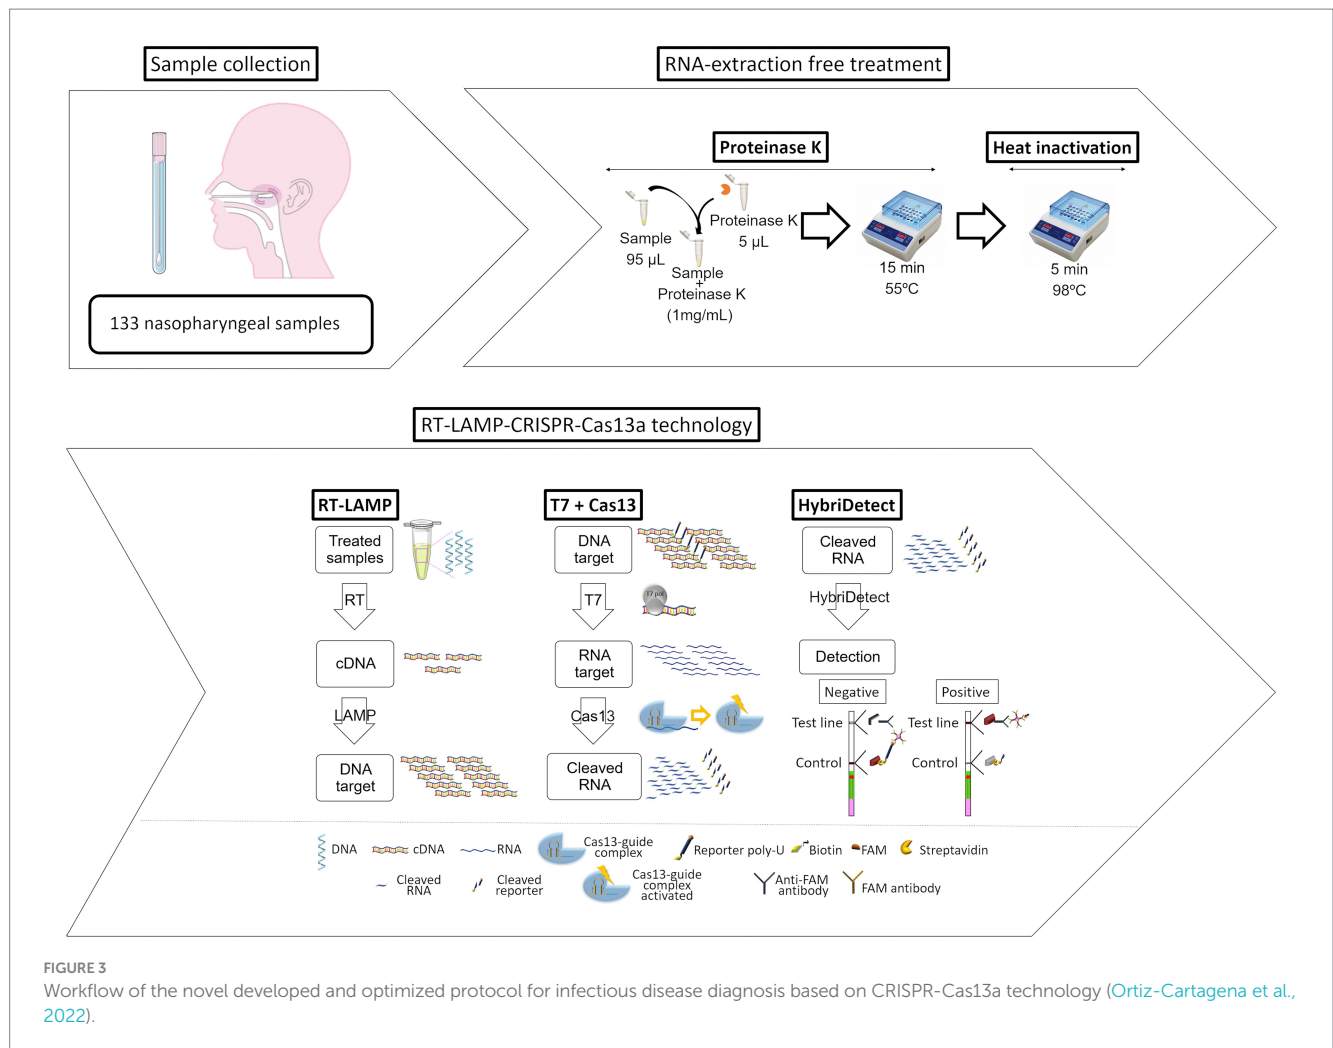 Sample collection
133 nasopharyngeal samples
RNA-extraction free treatment
Proteinase K
Heat inactivation
Sample
95 µL
Proteinase K
5 µL
Sample
+
Proteinase K
(1mg/mL)
15 min
55ºC
5 min
98ºC
RT-LAMP-CRISPR-Cas13a technology
RT-LAMP
Treated
samples
RT
cDNA
LAMP
DNA
target
T7 + Cas13
DNA
target
T7
T7 pol
RNA
target
Cas13
Cleaved
RNA
HybriDetect
Cleaved
RNA
HybriDetect
Detection
Negative
Positive
Test line
Test line
Control
Control
DNA
cDNA
RNA
Cas13-guide
complex
Reporter poly-U
Biotin
FAM
Streptavidin
Cleaved
RNA
Cleaved
reporter
Cas13-guide
complex
activated
Anti-FAM
antibody
FAM antibody
FIGURE 3
Workflow of the novel developed and optimized protocol for infectious disease diagnosis based on CRISPR-Cas13a technology (Ortiz-Cartagena et al.,
2022).